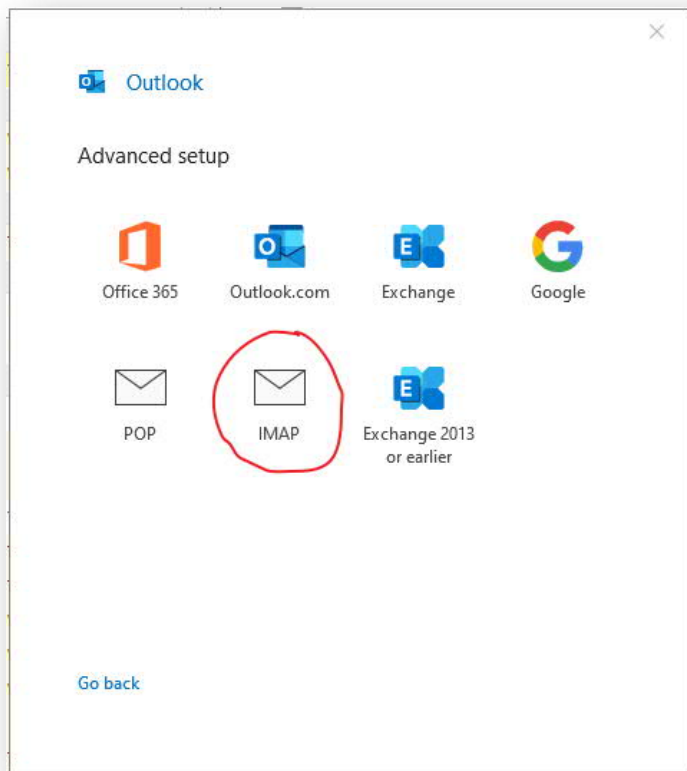 Outlook
Advanced setup
Office 365
Outlook.com
Exchange
Google
POP
IMAP
Exchange 2013
or earlier
Go back